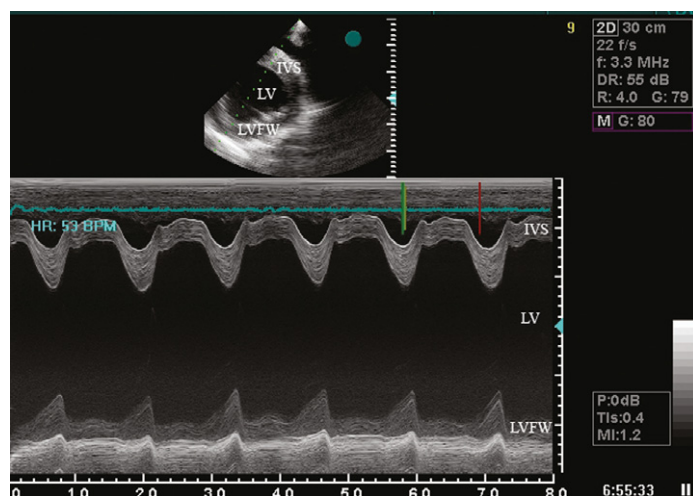 9
2D 30 cm
22 f/s
f: 3.3 MHz
DR: 55 dB
R: 4.0 G: 79
M G: 80
IVS
LV
LVFW
HR: 53 BPM
IVS
LV
LVFW
P:0dB
TIs:0.4
MI:1.2
.0 1.0 2.0 3.0 4.0 5.0 6.0 7.0 8.0
6:55:33